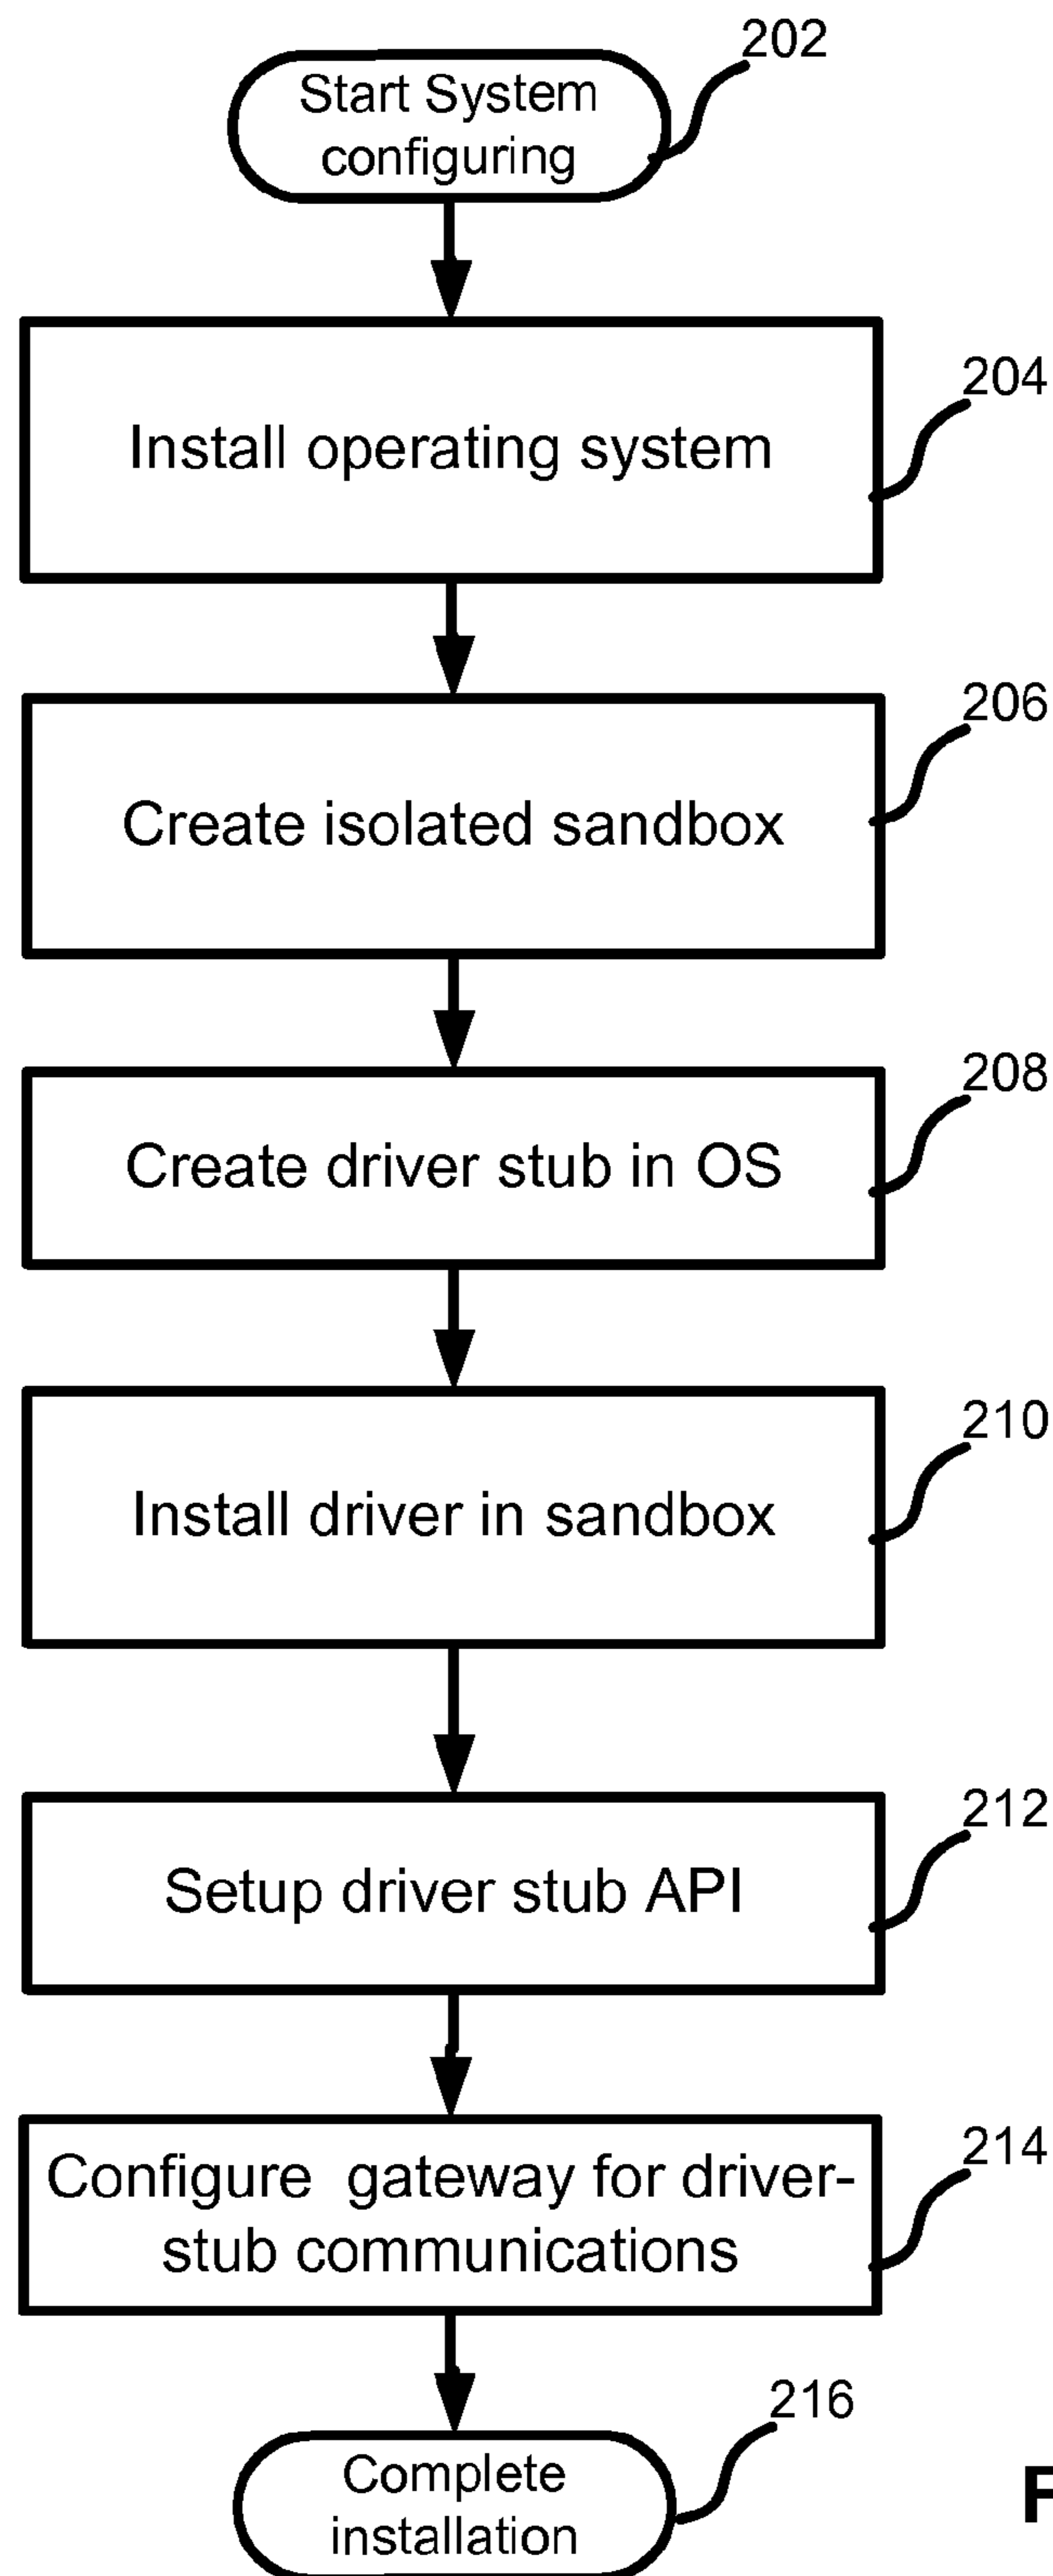 202
Start System
configuring
204
Install operating system
206
Create isolated sandbox
208
Create driver stub in OS
210
Install driver in sandbox
212
Setup driver stub API
214
Configure gateway for driver-
stub communications
216
Complete
installation
F